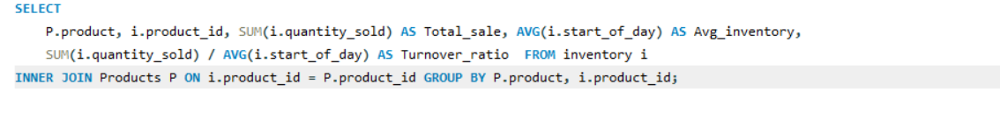 SELECT
P.product, i.product_id, SUM(i.quantity_sold) AS Total_sale, AVG(i.start_of_day) AS Avg_inventory,
SUM(i.quantity_sold) / AVG(i.start_of_day) AS Turnover_ratio  FROM inventory i
INNER JOIN Products P ON i.product_id = P.product_id GROUP BY P.product, i.product_id;